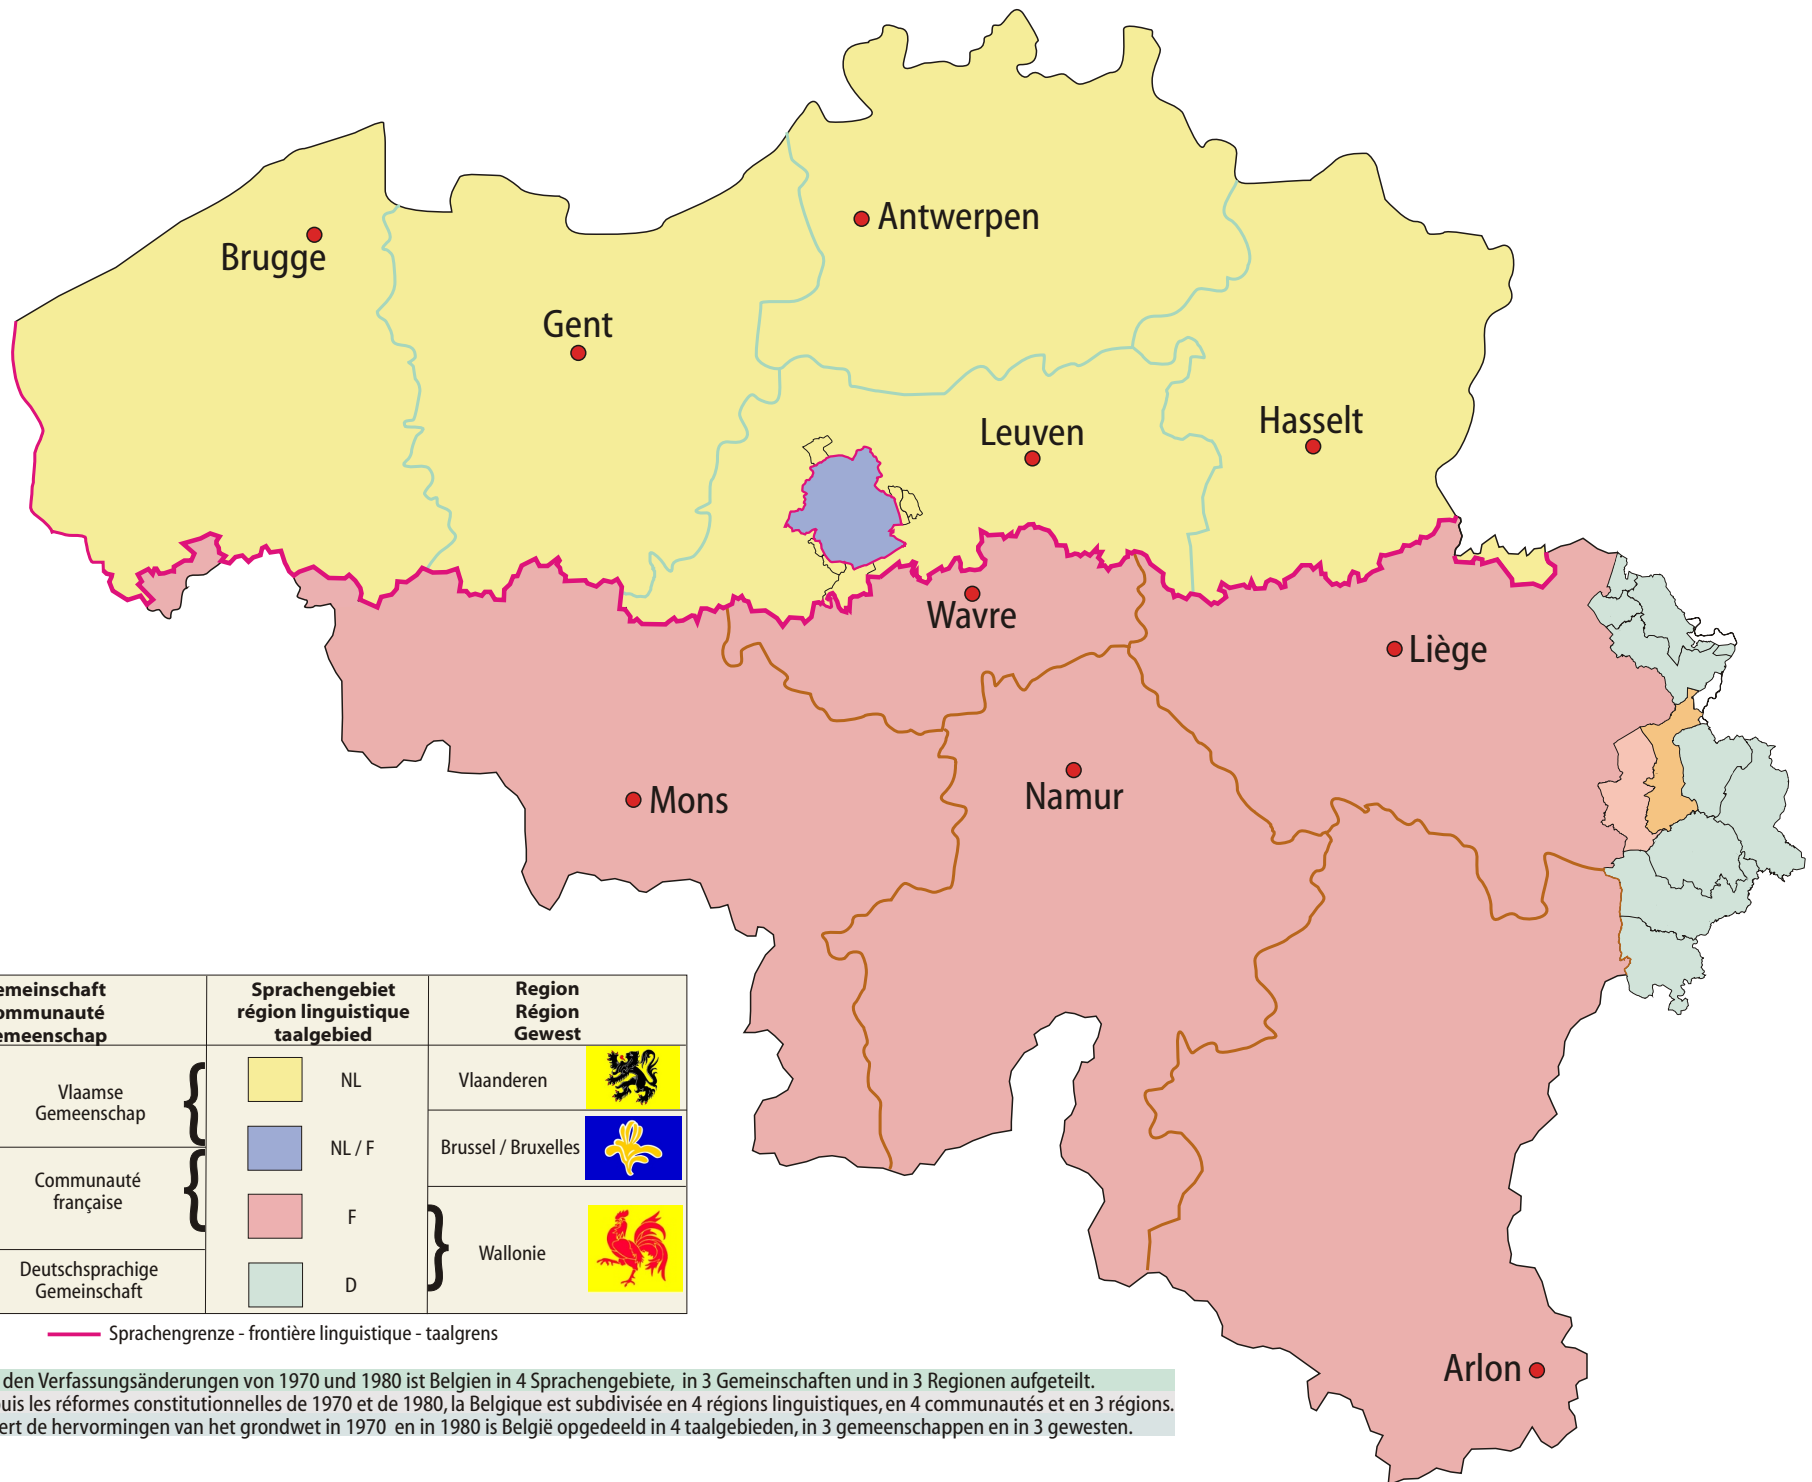 Antwerpen
Brugge
Gent
Leuven
Hasselt
Wavre
Liège
Mons
Namur
Arlon
emeinschaft
ommunauté
emeenschap
Sprachengebiet
région linguistique
taalgebied
Region
Région
Gewest
Vlaamse
Gemeenschap
NL
Vlaanderen
NL / F
Brussel / Bruxelles
Communauté
française
F
Wallonie
Deutschsprachige
Gemeinschaft
D
Sprachengrenze - frontière linguistique - taalgrens
den Verfassungsänderungen von 1970 und 1980 ist Belgien in 4 Sprachengebiete, in 3 Gemeinschaften und in 3 Regionen aufgeteilt.
uis les réformes constitutionnelles de 1970 et de 1980, la Belgique est subdivisée en 4 régions linguistiques, en 4 communautés et en 3 régions.
ert de hervormingen van het grondwet in 1970 en in 1980 is België opgedeeld in 4 taalgebieden, in 3 gemeenschappen en in 3 gewesten.